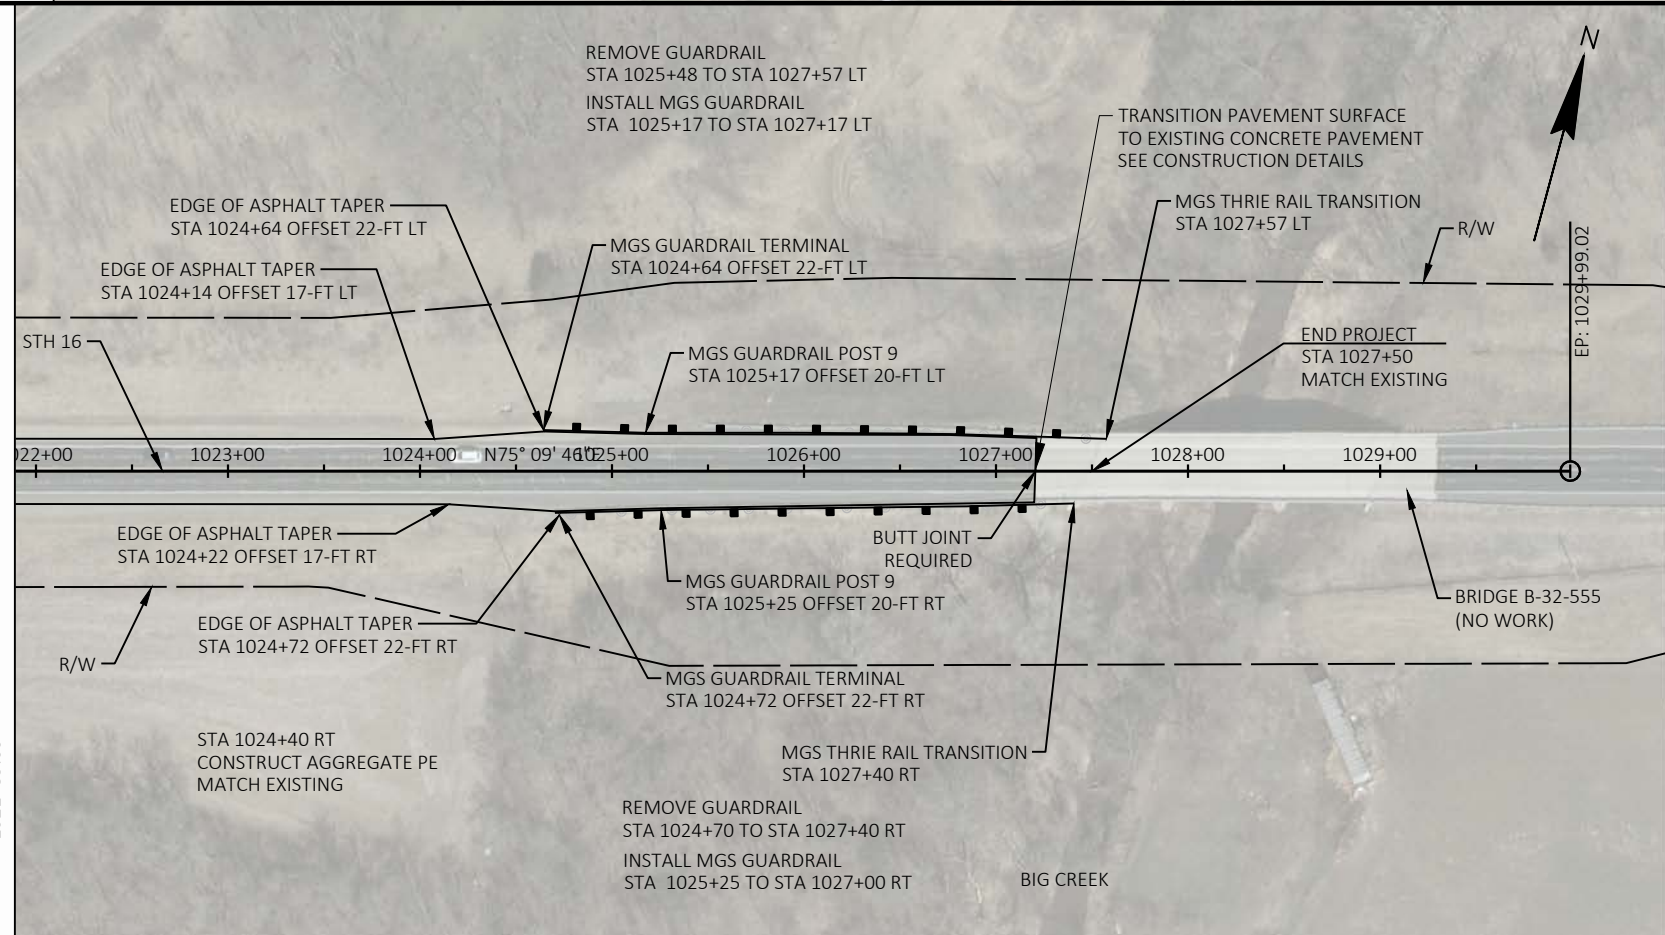 REMOVE GUARDRAIL
STA 1025+48 TO STA 1027+57 LT
INSTALL MGS GUARDRAIL
STA 1025+17 TO STA 1027+17 LT
N
TRANSITION PAVEMENT SURFACE
TO EXISTING CONCRETE PAVEMENT
SEE CONSTRUCTION DETAILS
EDGE OF ASPHALT TAPER
STA 1024+64 OFFSET 22-FT LT
MGS THRIE RAIL TRANSITION
STA 1027+57 LT
R/W
MGS GUARDRAIL TERMINAL
STA 1024+64 OFFSET 22-FT LT
EDGE OF ASPHALT TAPER
STA 1024+14 OFFSET 17-FT LT
EP: 1029+99.02
STH 16
END PROJECT
STA 1027+50
MATCH EXISTING
MGS GUARDRAIL POST 9
STA 1025+17 OFFSET 20-FT LT
022+00 1023+00 1024+00 N75° 09' 46"E 1025+00 1026+00 1027+00 1028+00 1029+00
EDGE OF ASPHALT TAPER
STA 1024+22 OFFSET 17-FT RT
BUTT JOINT
REQUIRED
MGS GUARDRAIL POST 9
STA 1025+25 OFFSET 20-FT RT
BRIDGE B-32-555
(NO WORK)
EDGE OF ASPHALT TAPER
STA 1024+72 OFFSET 22-FT RT
R/W
MGS GUARDRAIL TERMINAL
STA 1024+72 OFFSET 22-FT RT
STA 1024+40 RT
CONSTRUCT AGGREGATE PE
MATCH EXISTING
MGS THRIE RAIL TRANSITION
STA 1027+40 RT
REMOVE GUARDRAIL
STA 1024+70 TO STA 1027+40 RT
INSTALL MGS GUARDRAIL
STA 1025+25 TO STA 1027+00 RT
BIG CREEK